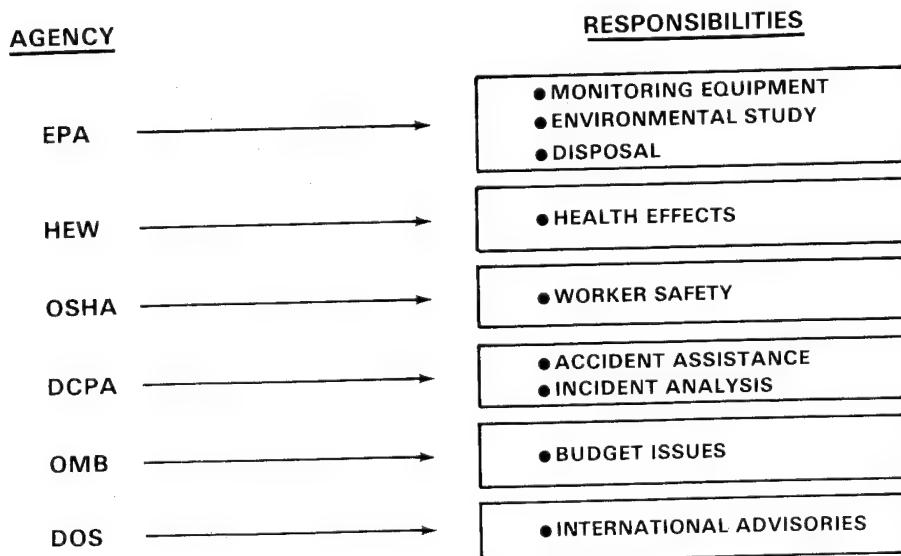 AGENCY
RESPONSIBILITIES
EPA
● MONITORING EQUIPMENT
● ENVIRONMENTAL STUDY
● DISPOSAL
HEW
● HEALTH EFFECTS
OSHA
● WORKER SAFETY
DCPA
● ACCIDENT ASSISTANCE
● INCIDENT ANALYSIS
OMB
● BUDGET ISSUES
DOS
● INTERNATIONAL ADVISORIES